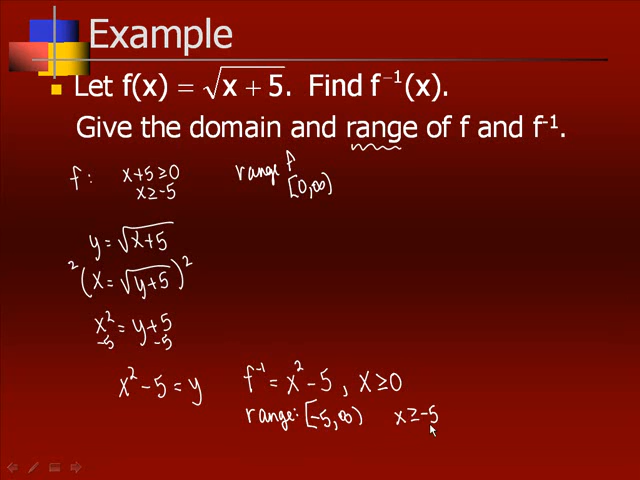 Example
Let f(x) = √x + 5. Find f⁻¹(x).
Give the domain and range of f and f⁻¹.
f: x+5≥0 range f
x≥-5 [0,∞)
y = √x+5
²(x = √y+5)²
x² = y+5
-5 -5
x² - 5 = y f⁻¹ = x² - 5, x≥0
range: [-5,∞) x≥-5